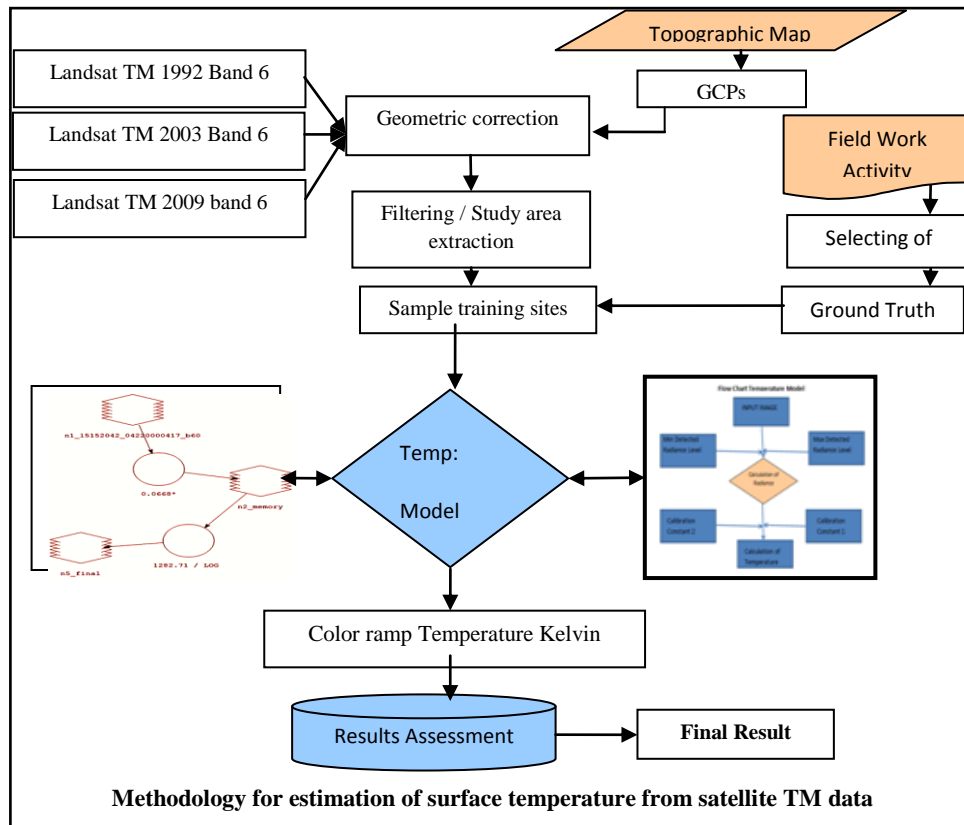 Topographic Map
Landsat TM 1992 Band 6
GCPs
Geometric correction
Landsat TM 2003 Band 6
Field Work
Activity
Landsat TM 2009 band 6
Filtering / Study area
extraction
Selecting of
Sample training sites
Ground Truth
Temp:
Model
n1_15152042_04220000417_b60
0.0668*
n2_memory
1282.71 / LOG
n5_final
Flow Chart Temperature Model
INPUT IMAGE
Min Detected
Radiance Level
Max Detected
Radiance Level
Calculation of
Radiance
Calibration
Constant 2
Calibration
Constant 1
Calculation of
Temperature
Color ramp Temperature Kelvin
Results Assessment
Final Result
Methodology for estimation of surface temperature from satellite TM data